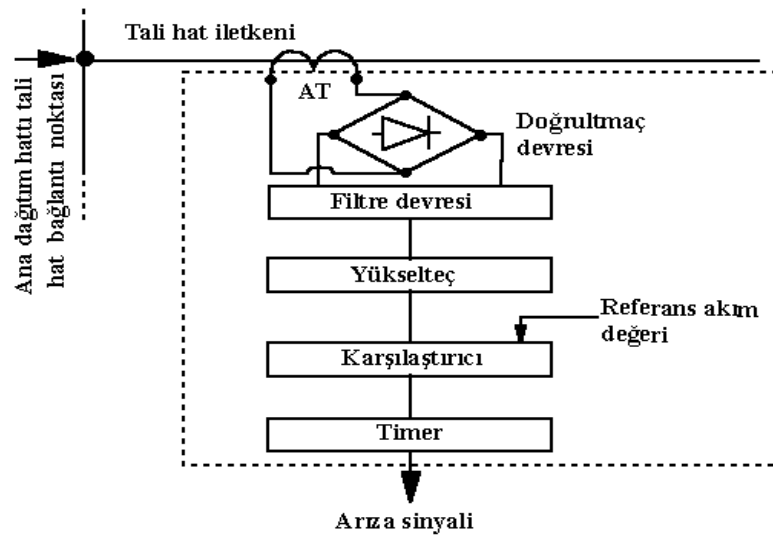 Tali hat iletkeni
AT
Doğrultmaç
devresi
Ana dağıtum hattı tali
hat bağlantı noktası
Filtre devresi
Yükselteç
Referans akım
değeri
Karşılaştırıcı
Timer
Arıza sinyali